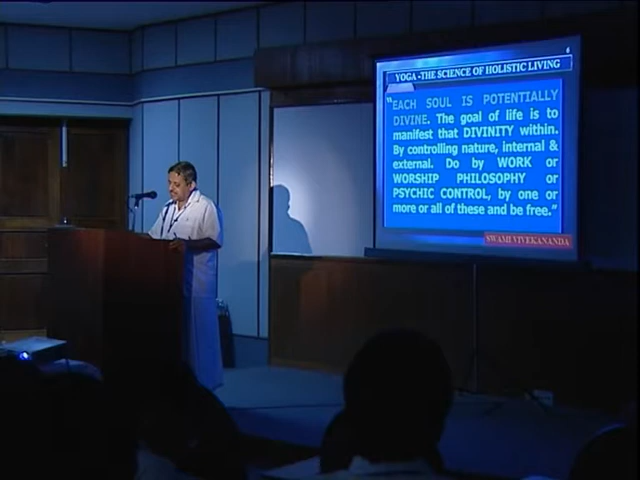 6
YOGA -THE SCIENCE OF HOLISTIC LIVING
"EACH SOUL IS POTENTIALLY
DIVINE. The goal of life is to
manifest that DIVINITY within.
By controlling nature, internal &
external. Do by WORK or
WORSHIP PHILOSOPHY or
PSYCHIC CONTROL, by one or
more or all of these and be free."
SWAMI VIVEKANANDA